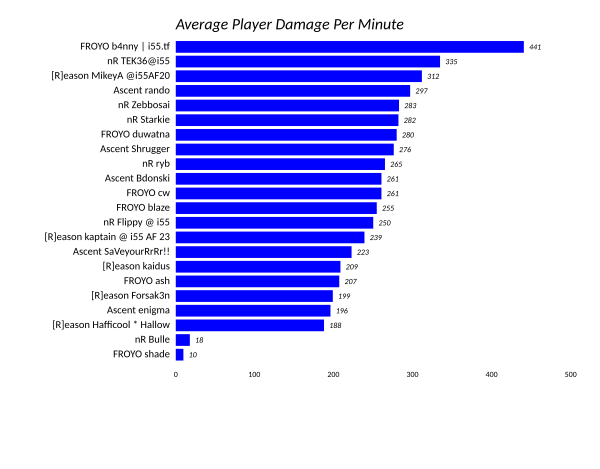 Average Player Damage Per Minute
FROYO b4nny | i55.tf 441
nR TEK36@i55 335
[R]eason MikeyA @i55AF20 312
Ascent rando 297
nR Zebbosai 283
nR Starkie 282
FROYO duwatna 280
Ascent Shrugger 276
nR ryb 265
Ascent Bdonski 261
FROYO cw 261
FROYO blaze 255
nR Flippy @ i55 250
[R]eason kaptain @ i55 AF 23 239
Ascent SaVeyourRrRr!! 223
[R]eason kaidus 209
FROYO ash 207
[R]eason Forsak3n 199
Ascent enigma 196
[R]eason Hafficool * Hallow 188
nR Bulle 18
FROYO shade 10
0 100 200 300 400 500